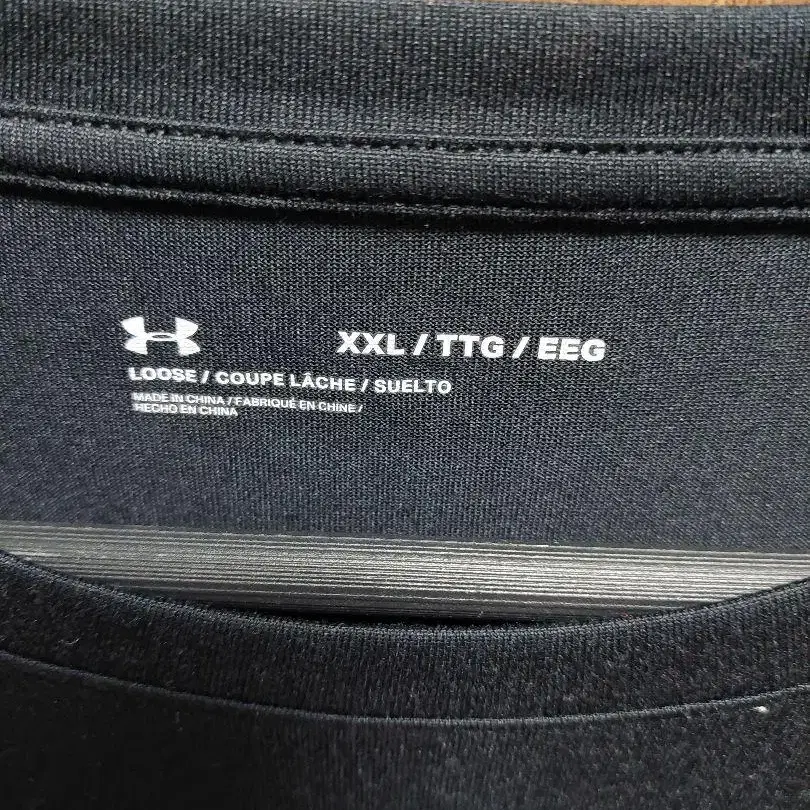 XXL / TTG / EEG
LOOSE / COUPE LÂCHE / SUELTO
MADE IN CHINA / FABRIQUÉ EN CHINE /
HECHO EN CHINA